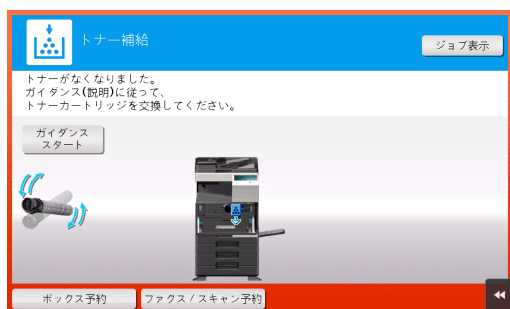 トナー補給
ジョブ表示
トナーがなくなりました。
ガイダンス(説明)に従って、
トナーカートリッジを交換してください。
ガイダンス
スタート
ボックス予約
ファクス/スキャン予約